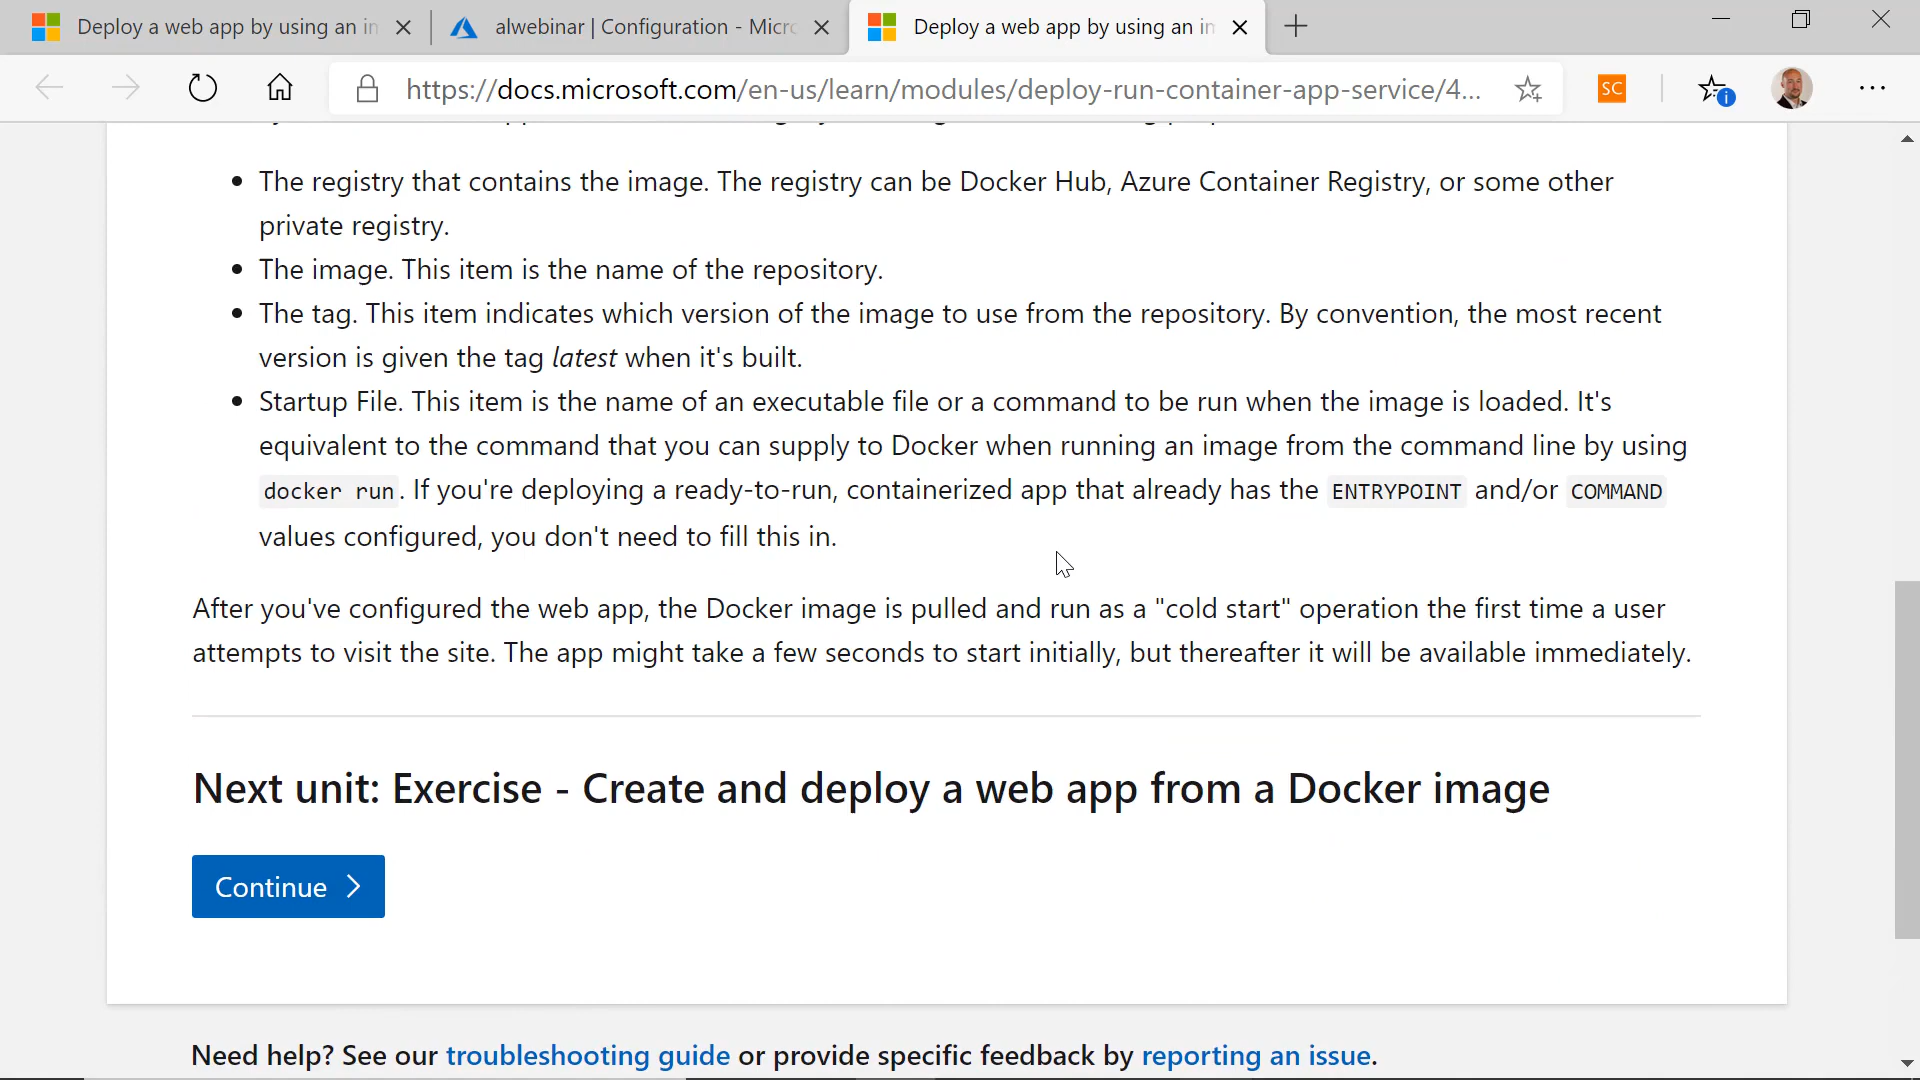 Deploy a web app by using an in
alwebinar | Configuration - Micro
Deploy a web app by using an im
https://docs.microsoft.com/en-us/learn/modules/deploy-run-container-app-service/4...
SC
• The registry that contains the image. The registry can be Docker Hub, Azure Container Registry, or some other
private registry.
• The image. This item is the name of the repository.
• The tag. This item indicates which version of the image to use from the repository. By convention, the most recent
version is given the tag latest when it's built.
• Startup File. This item is the name of an executable file or a command to be run when the image is loaded. It's
equivalent to the command that you can supply to Docker when running an image from the command line by using
docker run. If you're deploying a ready-to-run, containerized app that already has the ENTRYPOINT and/or COMMAND
values configured, you don't need to fill this in.
After you've configured the web app, the Docker image is pulled and run as a "cold start" operation the first time a user
attempts to visit the site. The app might take a few seconds to start initially, but thereafter it will be available immediately.
Next unit: Exercise - Create and deploy a web app from a Docker image
Continue
Need help? See our troubleshooting guide or provide specific feedback by reporting an issue.